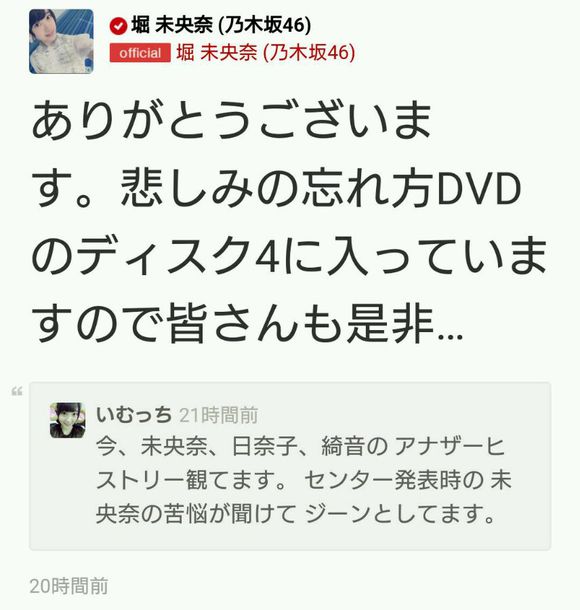 堀 未央奈 (乃木坂46)
official 堀 未央奈 (乃木坂46)
ありがとうございま
す。悲しみの忘れ方DVD
のディスク4に入っていま
すので皆さんも是非...
いむっち 21時間前
今、未央奈、日奈子、綺音の アナザーヒ
ストリー観てます。 センター発表時の 未
央奈の苦悩が聞けて ジーンとしてます。
20時間前